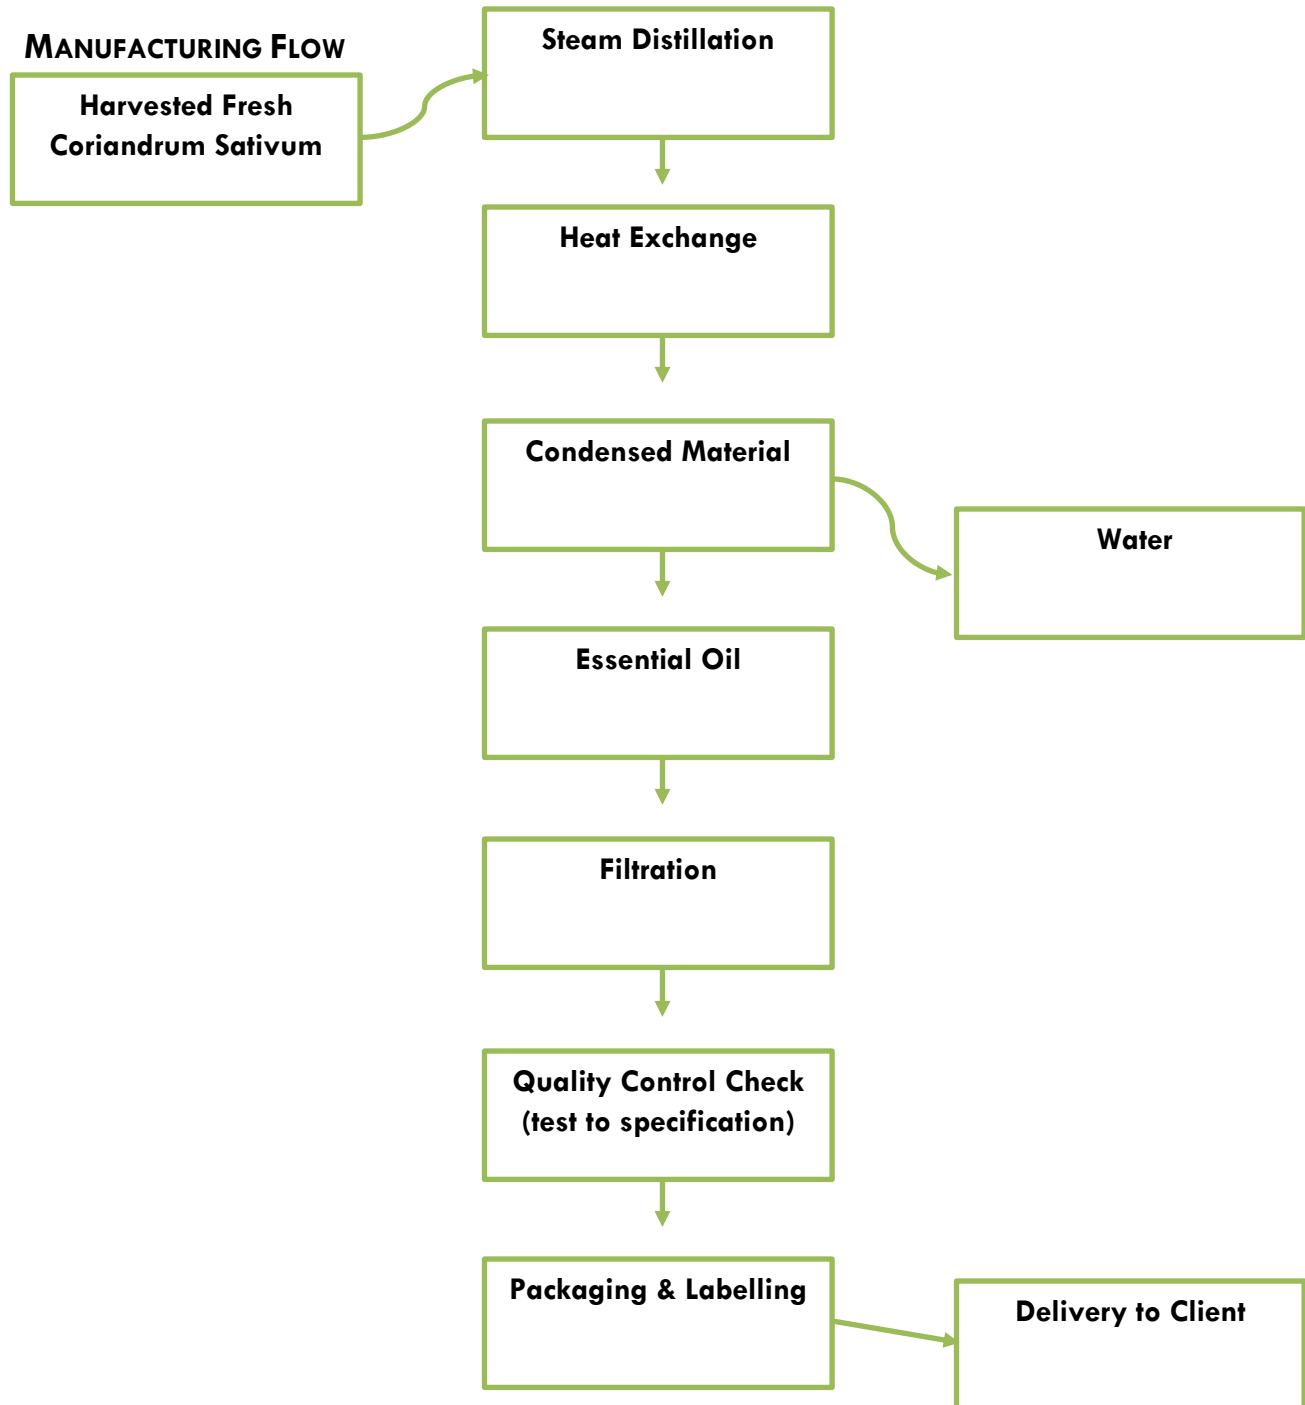 MANUFACTURING FLOW
Harvested Fresh
Coriandrum Sativum
Steam Distillation
Heat Exchange
Condensed Material
Water
Essential Oil
Filtration
Quality Control Check
(test to specification)
Packaging & Labelling
Delivery to Client